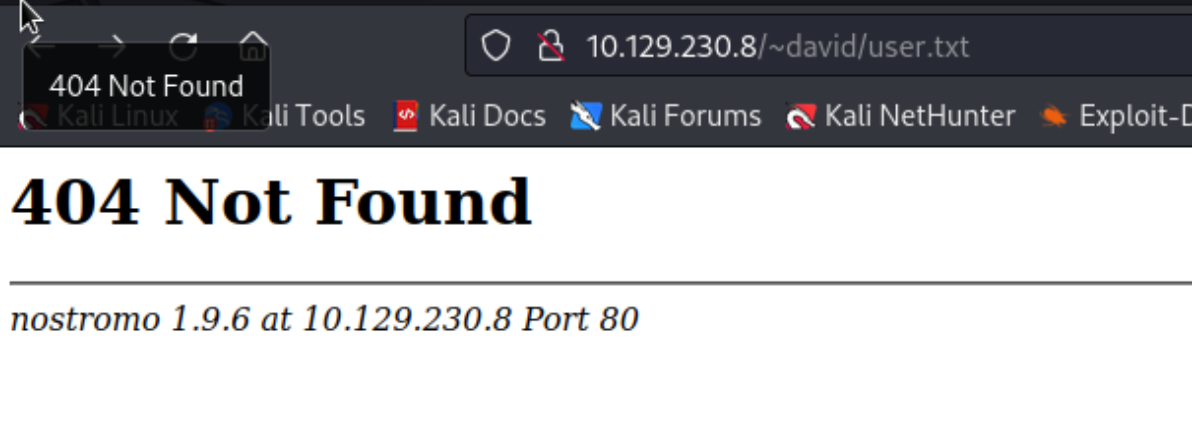 10.129.230.8/~david/user.txt
404 Not Found
Kali Linux
Kali Tools
Kali Docs
Kali Forums
Kali NetHunter
Exploit-D
404 Not Found
nostromo 1.9.6 at 10.129.230.8 Port 80